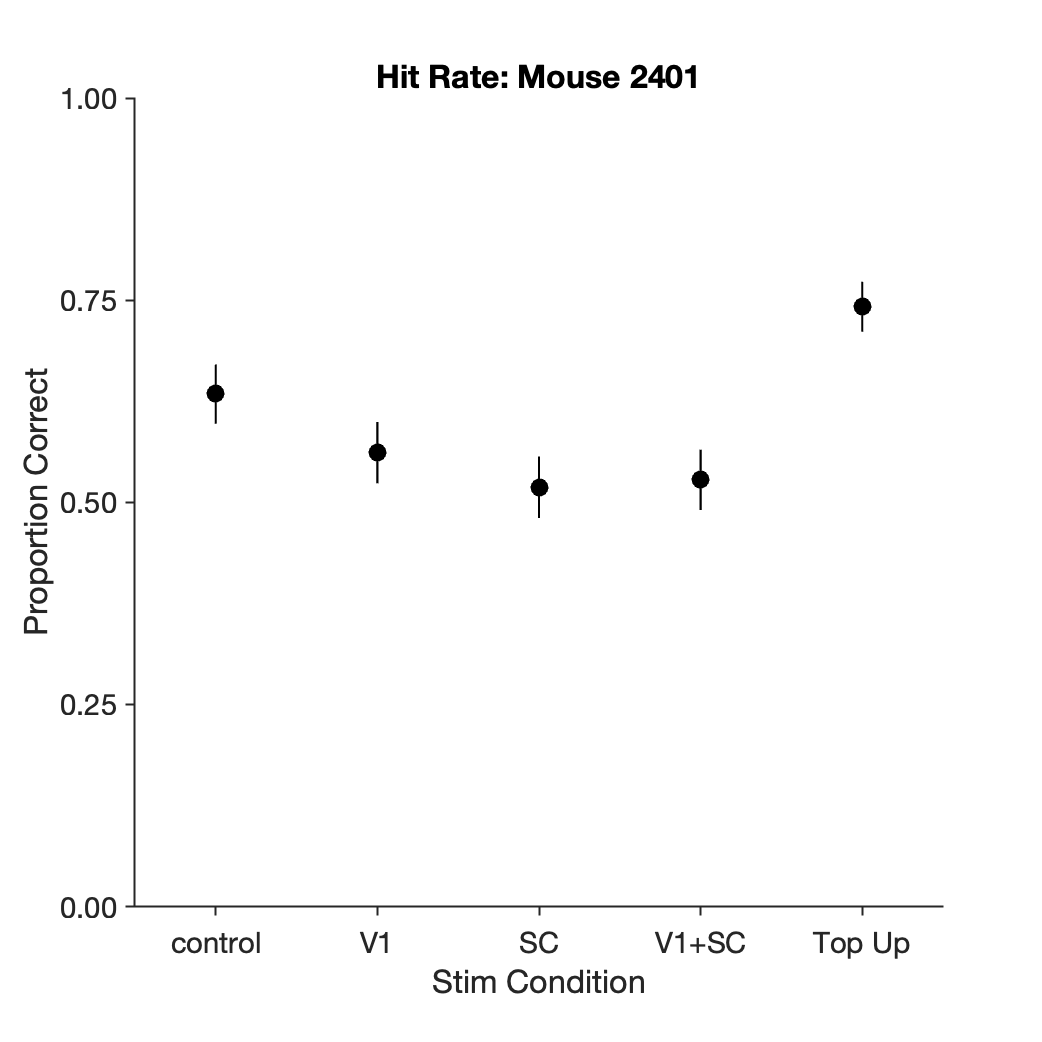 Hit Rate: Mouse 2401
1.00
0.75
0.50
0.25
0.00
Proportion Correct
control V1 SC V1+SC Top Up
Stim Condition